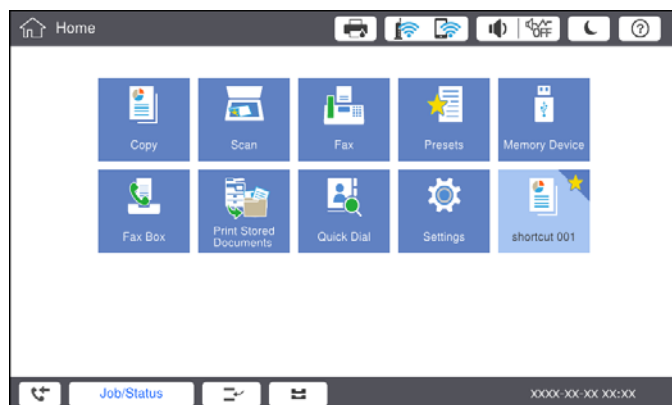 Home
OFF
Copy
Scan
Fax
Presets
Memory Device
Fax Box
Print Stored
Documents
Quick Dial
Settings
shortcut 001
Job/Status
XXXX-XX-XX XX:XX